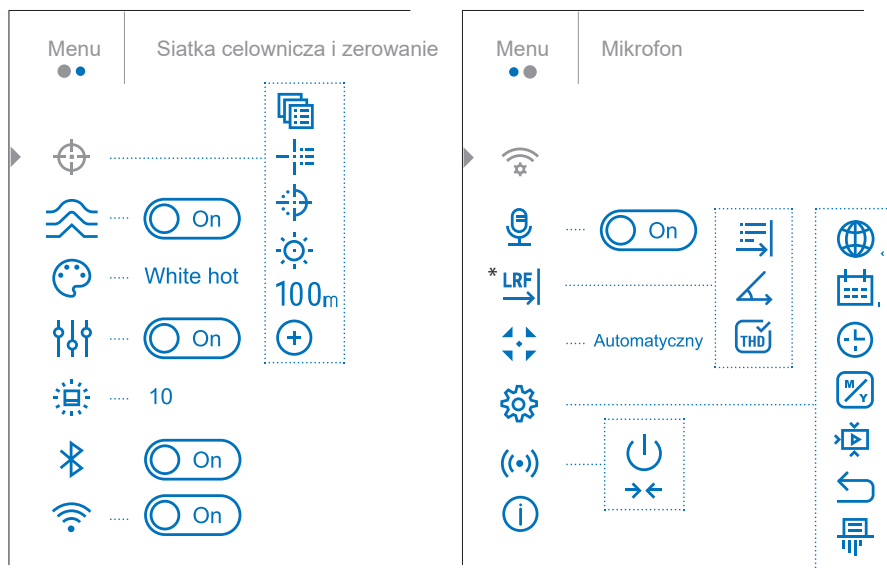 Menu
Siatka celownicza i zerowanie
On
White hot
100m
On
10
On
On
Menu
Mikrofon
On
* LRF
THD
Automatyczny
M/Y